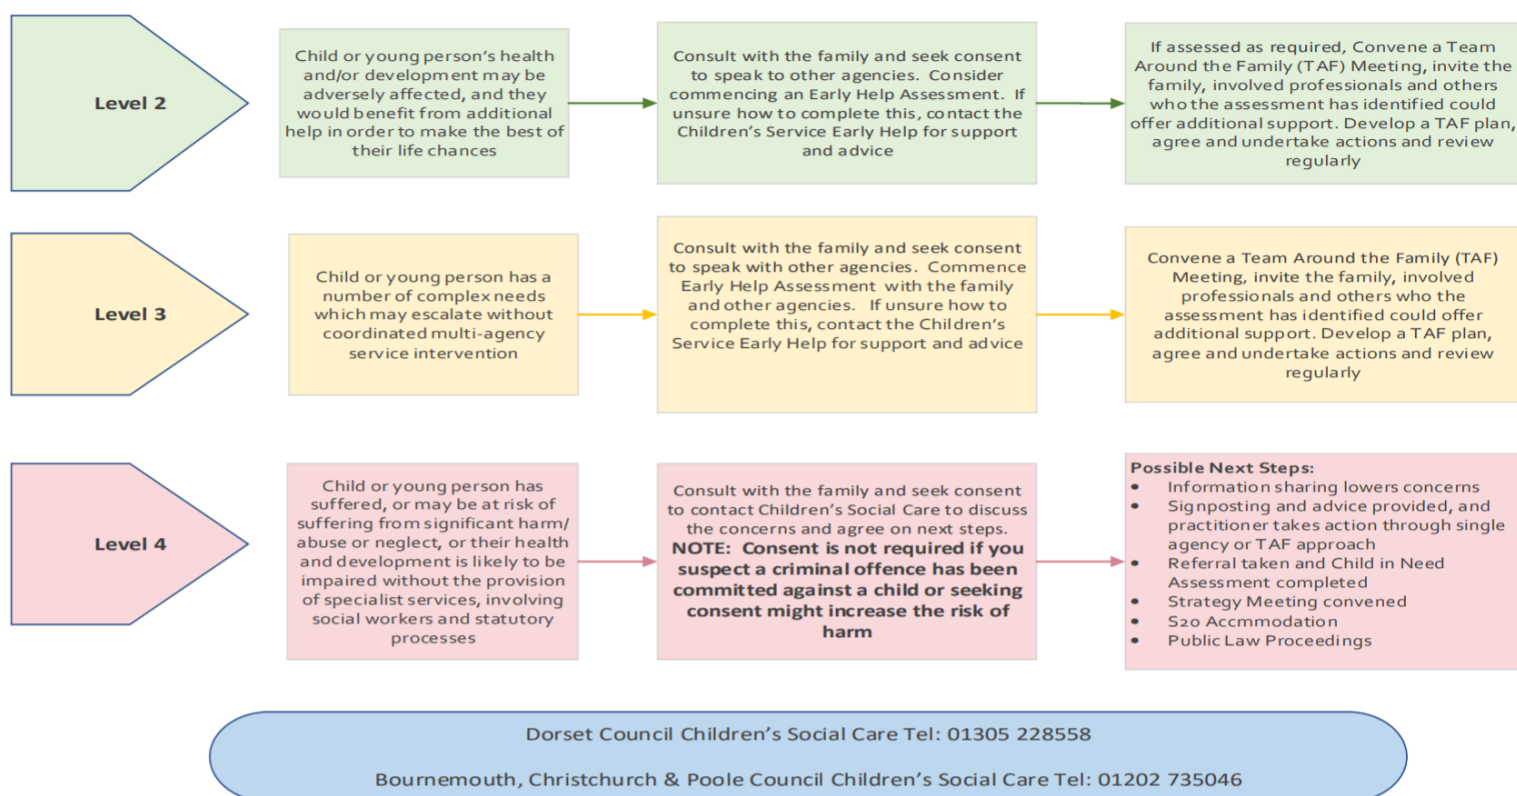 Level 2
Child or young person's health
and/or development may be
adversely affected, and they
would benefit from additional
help in order to make the best of
their life chances
Consult with the family and seek consent
to speak to other agencies.  Consider
commencing an Early Help Assessment.  If
unsure how to complete this, contact the
Children's Service Early Help for support
and advice
If assessed as required, Convene a Team
Around the Family (TAF) Meeting, invite the
family, involved professionals and others
who the assessment has identified could
offer additional support. Develop a TAF plan,
agree and undertake actions and review
regularly
Level 3
Child or young person has a
number of complex needs
which may escalate without
coordinated multi-agency
service intervention
Consult with the family and seek consent
to speak with other agencies.  Commence
Early Help Assessment  with the family
and other agencies.   If unsure how to
complete this, contact the Children's
Service Early Help for support and advice
Convene a Team Around the Family (TAF)
Meeting, invite the family, involved
professionals and others who the
assessment has identified could offer
additional support. Develop a TAF plan,
agree and undertake actions and review
regularly
Level 4
Child or young person has
suffered, or may be at risk of
suffering from significant harm/
abuse or neglect, or their health
and development is likely to be
impaired without the provision
of specialist services, involving
social workers and statutory
processes
Consult with the family and seek consent
to contact Children's Social Care to discuss
the concerns and agree on next steps.
NOTE:  Consent is not required if you
suspect a criminal offence has been
committed against a child or seeking
consent might increase the risk of
harm
Possible Next Steps:
• Information sharing lowers concerns
• Signposting and advice provided, and
practitioner takes action through single
agency or TAF approach
• Referral taken and Child in Need
Assessment completed
• Strategy Meeting convened
• S20 Accmmodation
• Public Law Proceedings
Dorset Council Children's Social Care Tel: 01305 228558
Bournemouth, Christchurch & Poole Council Children's Social Care Tel: 01202 735046